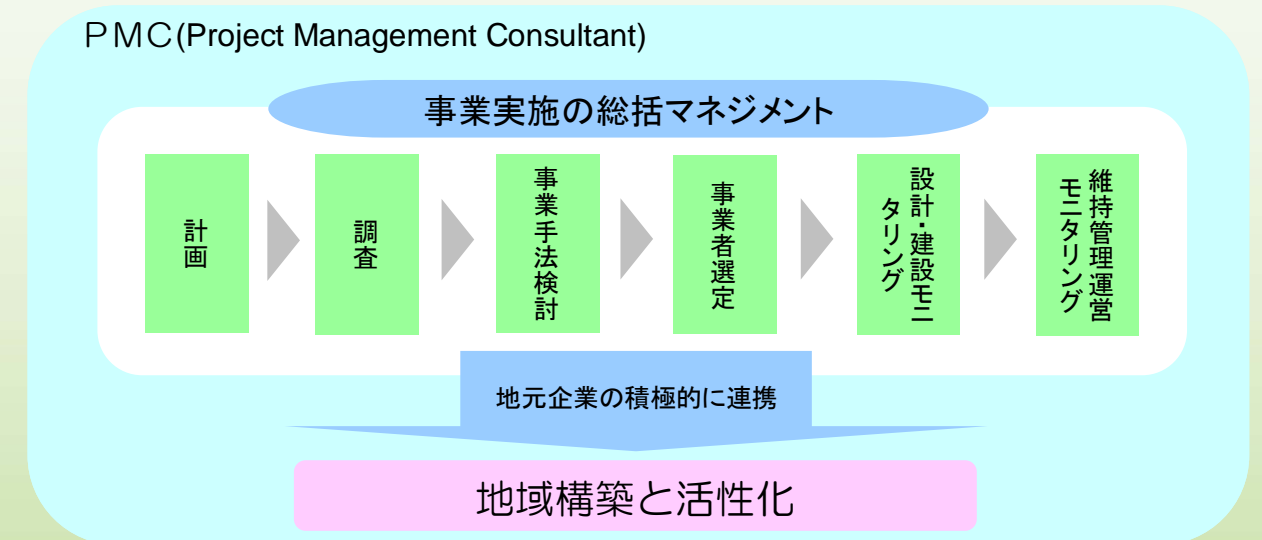 ＰＭＣ(Project Management Consultant)
事業実施の総括マネジメント
計画
調査
事業手法検討
事業者選定
設計・建設モニ
タリング
維持管理運営
モニタリング
地元企業の積極的に連携
地域構築と活性化